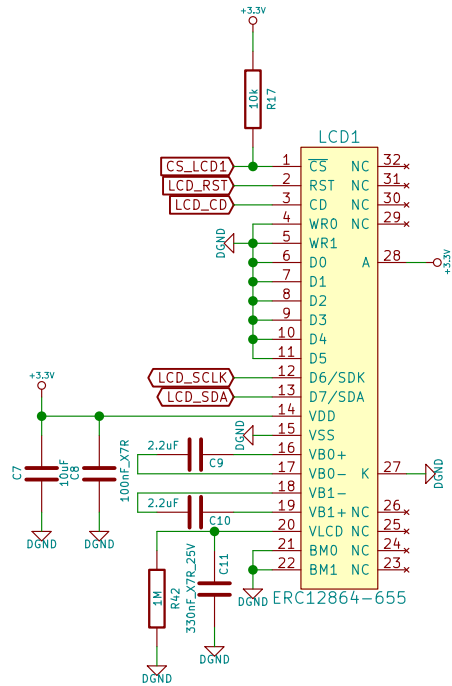 +3.3V
10k
R17
LCD1
CS_LCD1 1 CS NC 32
LCD_RST 2 RST NC 31
LCD_CD 3 CD NC 30
4 WR0 NC 29
DGND 5 WR1
6 D0 A 28 +3.3V
7 D1
8 D2
9 D3
10 D4
11 D5
LCD_SCLK 12 D6/SDK
LCD_SDA 13 D7/SDA
+3.3V
14 VDD
DGND 15 VSS
2.2uF C9 16 VB0+
17 VB0- K 27 DGND
C7 10uF C8 100nF_X7R
DGND DGND
18 VB1-
2.2uF C10 19 VB1+ NC 26
20 VLCD NC 25
21 BM0 NC 24
22 BM1 NC 23
DGND
ERC12864-655
1M R42
330nF_X7R_25V C11
DGND
DGND